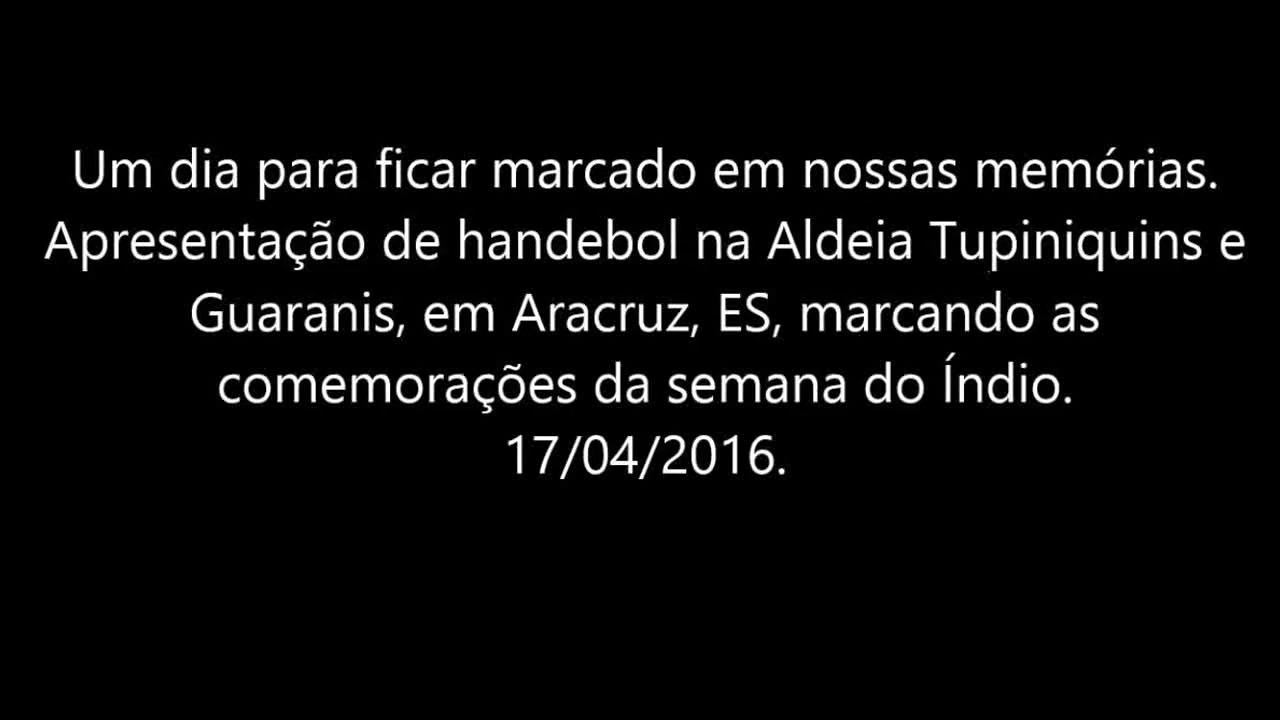 Um dia para ficar marcado em nossas memórias.
Apresentação de handebol na Aldeia Tupiniquins e
Guaranis, em Aracruz, ES, marcando as
comemorações da semana do Índio.
17/04/2016.